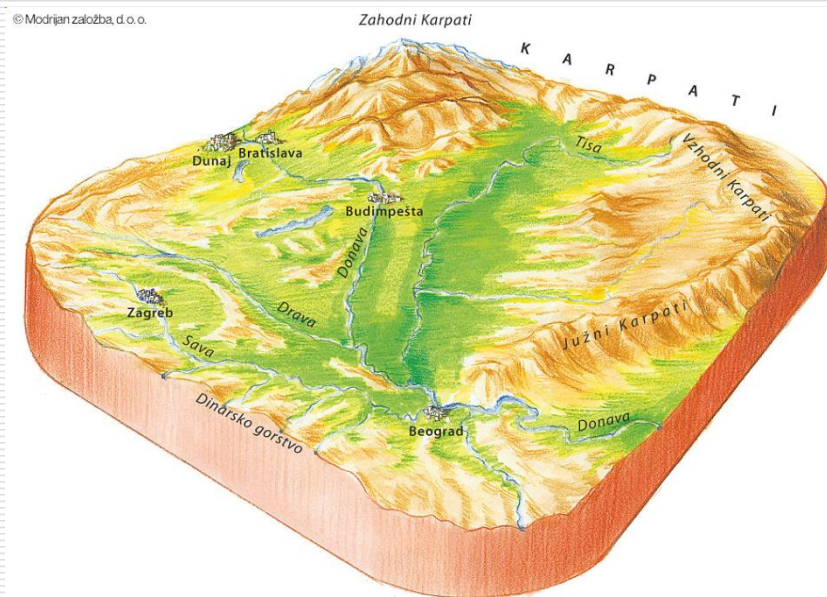 © Modrijan založba, d. o. o.
Zahodni Karpati
KARPATI
Tisa
Vzhodni Karpati
Dunaj
Bratislava
Budimpešta
Donava
Zagreb
Drava
Sava
Južni Karpati
Dinarsko gorstvo
Beograd
Donava